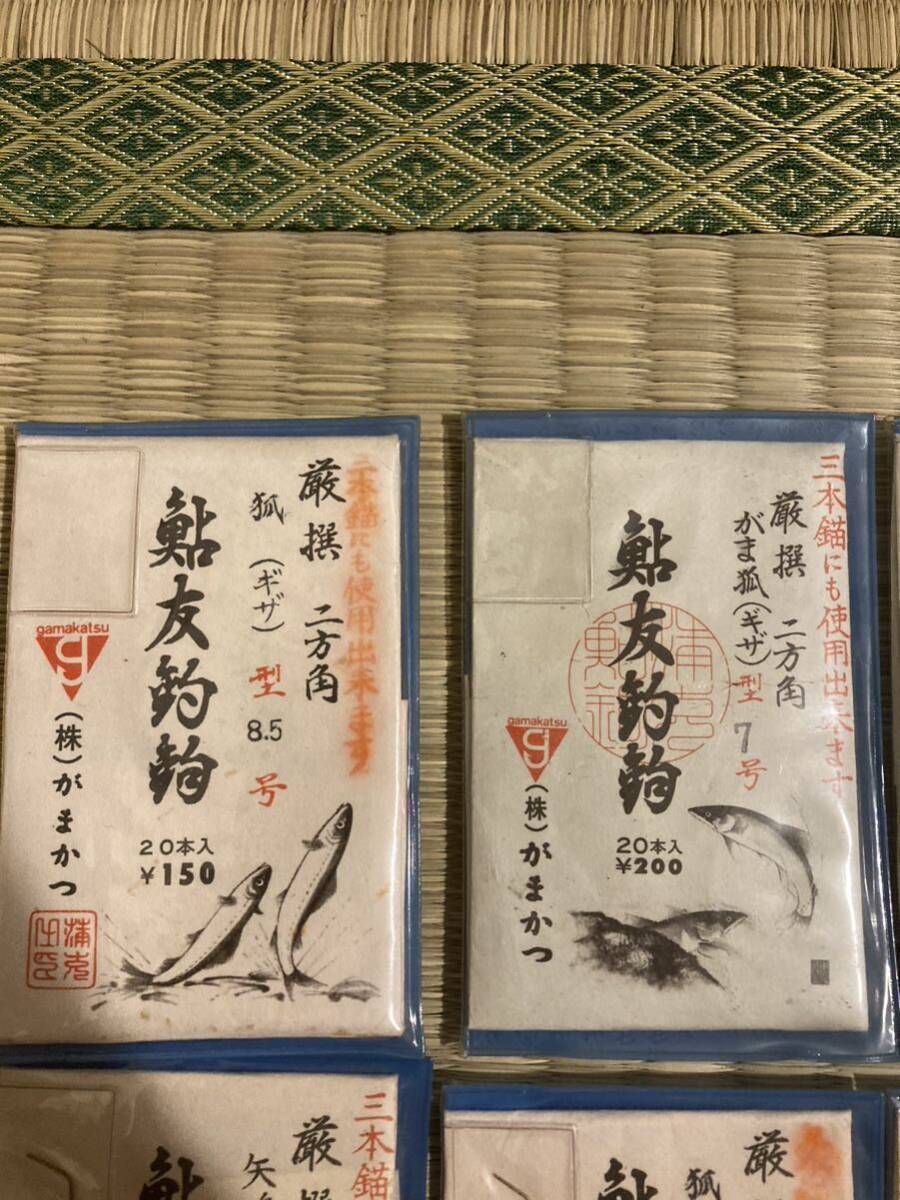 三本錨にも使用出来ます
厳撰 二方角
狐(ギザ)型 8.5 号
鮎友釣鈎
20本入
¥150
gamakatsu
g
(株)がまかつ
三本錨にも使用出来ます
厳撰 二方角
がま狐(ギザ)型 7 号
鮎友釣鈎
20本入
¥200
gamakatsu
g
(株)がまかつ
三本錨
厳撰
矢
鮎
厳
狐
鮎